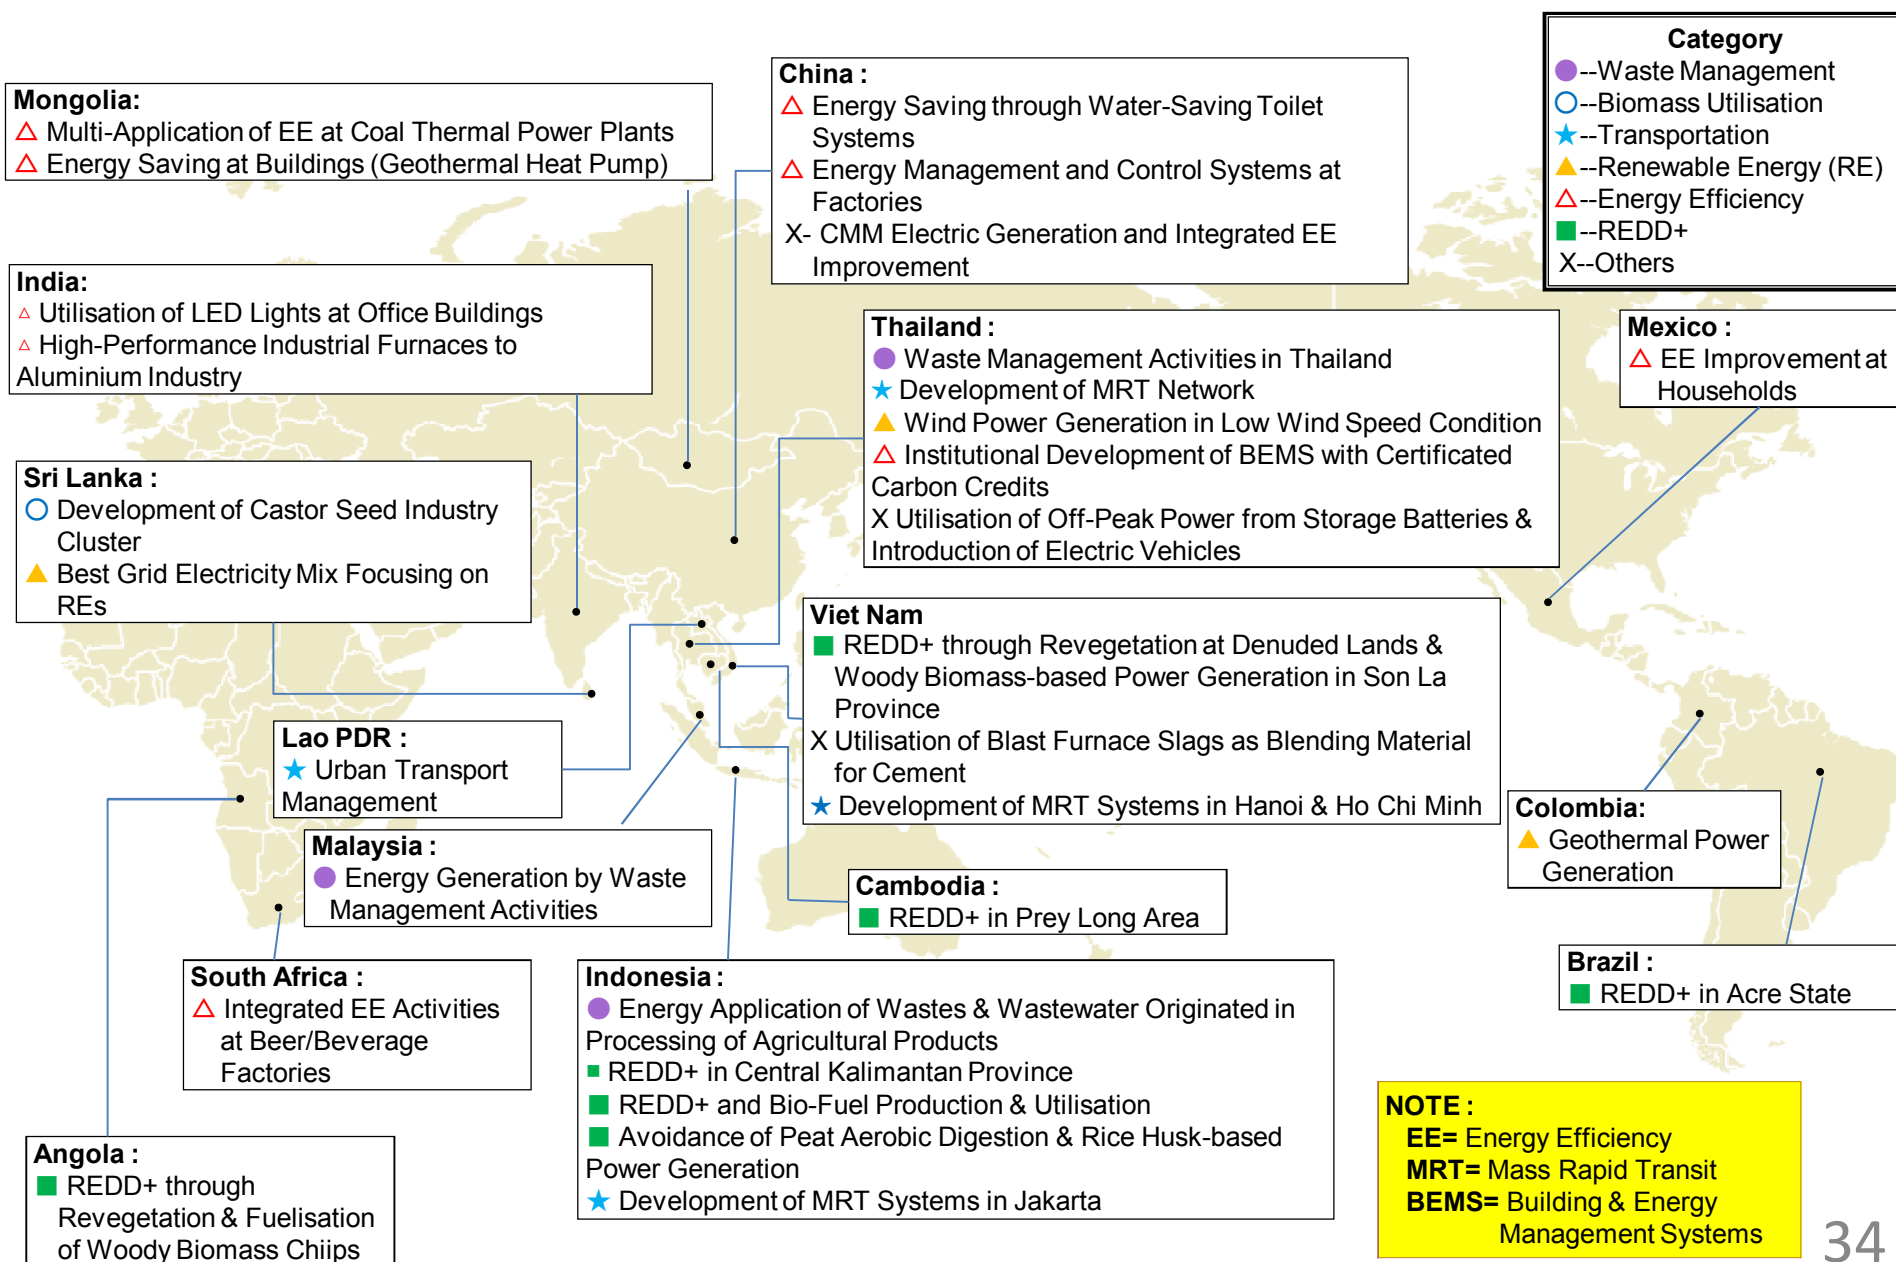 Category
--Waste Management
--Biomass Utilisation
--Transportation
--Renewable Energy (RE)
--Energy Efficiency
--REDD+
X--Others
Mongolia:
Multi-Application of EE at Coal Thermal Power Plants
Energy Saving at Buildings (Geothermal Heat Pump)
China :
Energy Saving through Water-Saving Toilet
Systems
Energy Management and Control Systems at
Factories
X- CMM Electric Generation and Integrated EE
Improvement
India:
Utilisation of LED Lights at Office Buildings
High-Performance Industrial Furnaces to
Aluminium Industry
Thailand :
Waste Management Activities in Thailand
Development of MRT Network
Wind Power Generation in Low Wind Speed Condition
Institutional Development of BEMS with Certificated
Carbon Credits
X Utilisation of Off-Peak Power from Storage Batteries &
Introduction of Electric Vehicles
Mexico :
EE Improvement at
Households
Sri Lanka :
Development of Castor Seed Industry
Cluster
Best Grid Electricity Mix Focusing on
REs
Viet Nam
REDD+ through Revegetation at Denuded Lands &
Woody Biomass-based Power Generation in Son La
Province
X Utilisation of Blast Furnace Slags as Blending Material
for Cement
Development of MRT Systems in Hanoi & Ho Chi Minh
Lao PDR :
Urban Transport
Management
Colombia:
Geothermal Power
Generation
Malaysia :
Energy Generation by Waste
Management Activities
Cambodia :
REDD+ in Prey Long Area
Brazil :
REDD+ in Acre State
South Africa :
Integrated EE Activities
at Beer/Beverage
Factories
Indonesia :
Energy Application of Wastes & Wastewater Originated in
Processing of Agricultural Products
REDD+ in Central Kalimantan Province
REDD+ and Bio-Fuel Production & Utilisation
Avoidance of Peat Aerobic Digestion & Rice Husk-based
Power Generation
Development of MRT Systems in Jakarta
Angola :
REDD+ through
Revegetation & Fuelisation
of Woody Biomass Chiips
NOTE :
EE= Energy Efficiency
MRT= Mass Rapid Transit
BEMS= Building & Energy
Management Systems
34